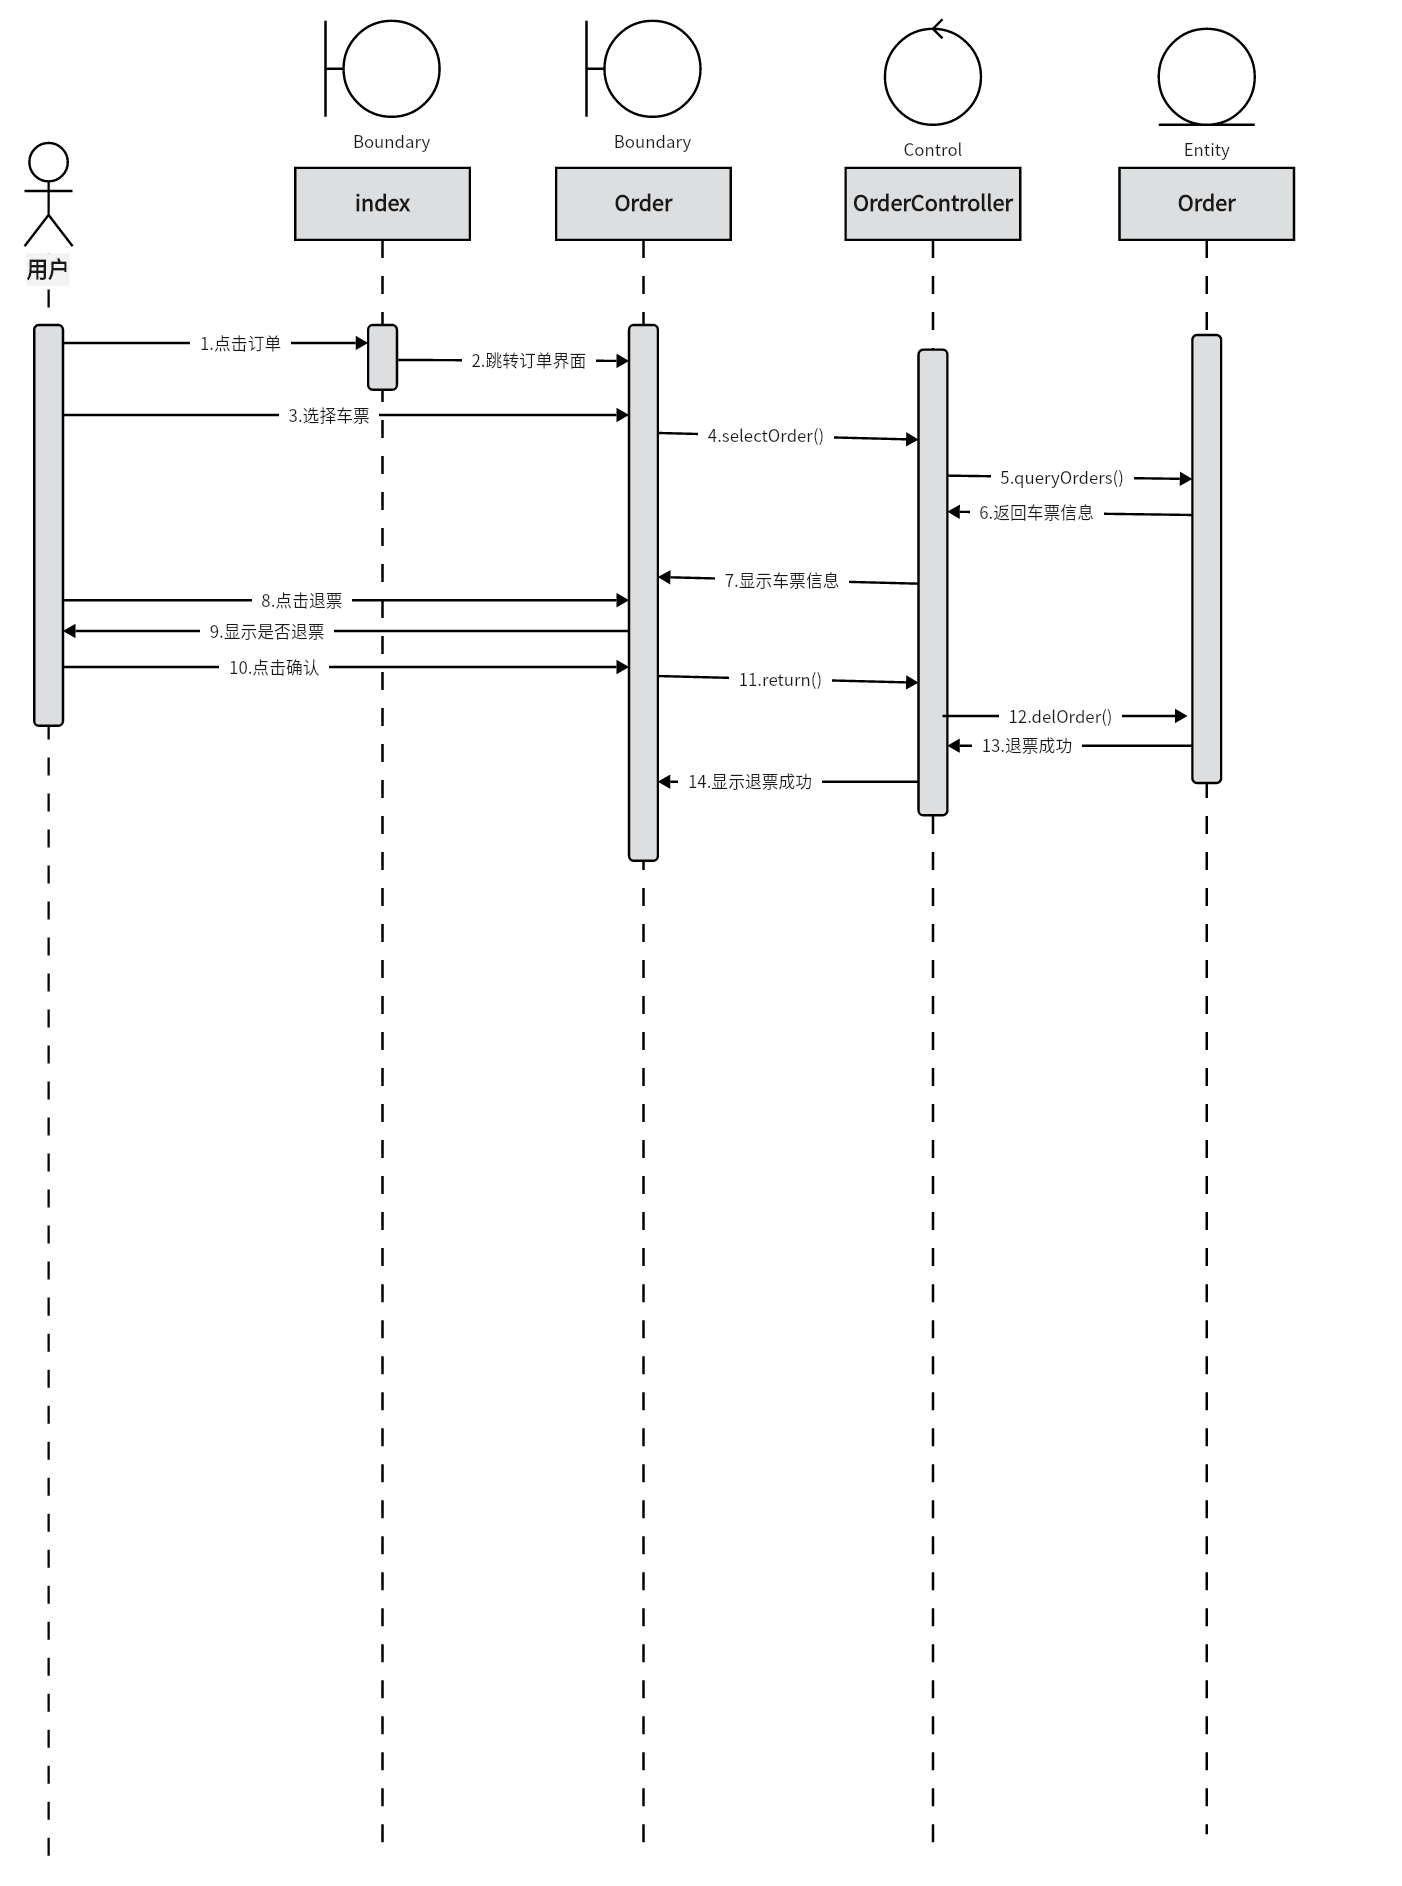 Boundary
Boundary
Control
Entity
用户
index
Order
OrderController
Order
1.点击订单
2.跳转订单界面
3.选择车票
4.selectOrder()
5.queryOrders()
6.返回车票信息
7.显示车票信息
8.点击退票
9.显示是否退票
10.点击确认
11.return()
12.delOrder()
13.退票成功
14.显示退票成功